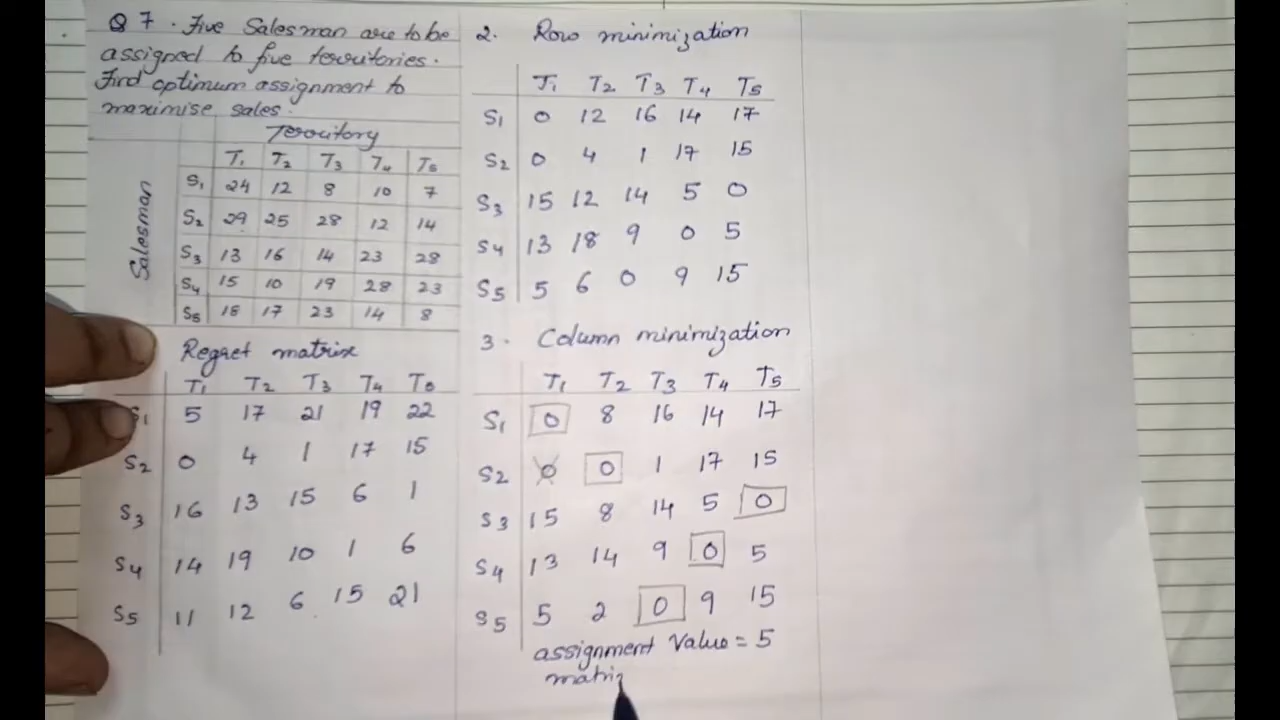 Q 7. Five Salesman are to be
assigned to five territories.
Find optimum assignment to
maximise sales.
Territory
Salesman
T1 T2 T3 T4 T5
S1 24 12 8 10 7
S2 29 25 28 12 14
S3 13 16 14 23 28
S4 15 10 19 28 23
S5 18 17 23 14 8
Regret matrix
T1 T2 T3 T4 T5
S1 5 17 21 19 22
S2 0 4 1 17 15
S3 16 13 15 6 1
S4 14 19 10 1 6
S5 11 12 6 15 21
2. Row minimization
T1 T2 T3 T4 T5
S1 0 12 16 14 17
S2 0 4 1 17 15
S3 15 12 14 5 0
S4 13 18 9 0 5
S5 5 6 0 9 15
3. Column minimization
T1 T2 T3 T4 T5
S1 0 8 16 14 17
S2 0 0 1 17 15
S3 15 8 14 5 0
S4 13 14 9 0 5
S5 5 2 0 9 15
assignment value = 5
matri